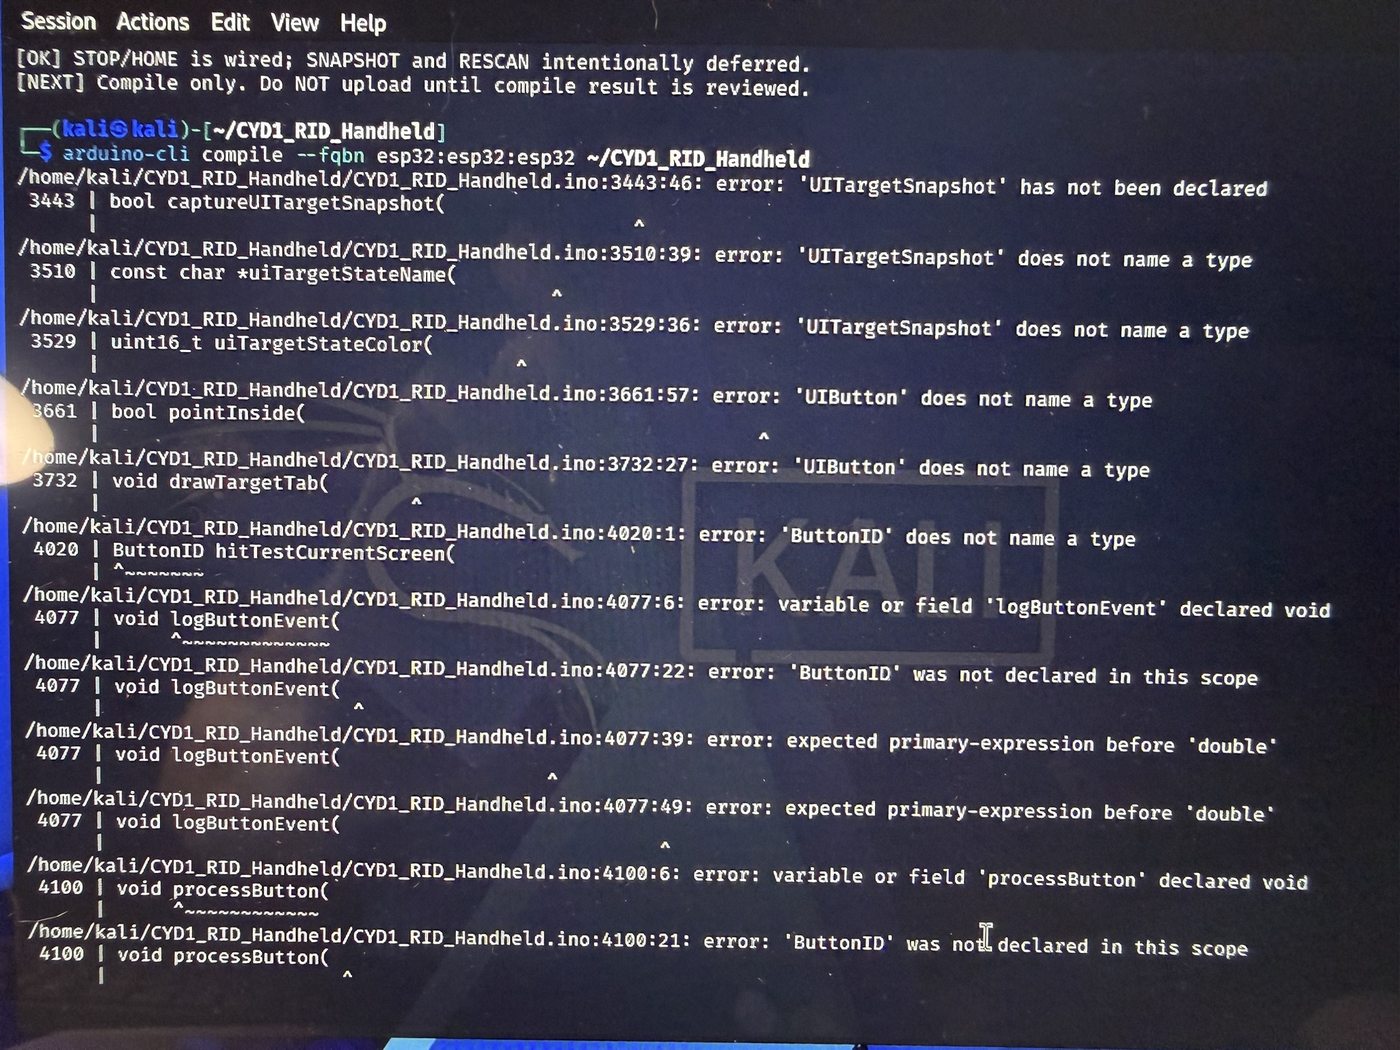 Session Actions Edit View Help
[OK] STOP/HOME is wired; SNAPSHOT and RESCAN intentionally deferred.
[NEXT] Compile only. Do NOT upload until compile result is reviewed.
┌──(kali㉿kali)-[~/CYD1_RID_Handheld]
└─$ arduino-cli compile --fqbn esp32:esp32:esp32 ~/CYD1_RID_Handheld
/home/kali/CYD1_RID_Handheld/CYD1_RID_Handheld.ino:3443:46: error: 'UITargetSnapshot' has not been declared
3443 | bool captureUITargetSnapshot(
| ^
/home/kali/CYD1_RID_Handheld/CYD1_RID_Handheld.ino:3510:39: error: 'UITargetSnapshot' does not name a type
3510 | const char *uiTargetStateName(
| ^
/home/kali/CYD1_RID_Handheld/CYD1_RID_Handheld.ino:3529:36: error: 'UITargetSnapshot' does not name a type
3529 | uint16_t uiTargetStateColor(
| ^
/home/kali/CYD1_RID_Handheld/CYD1_RID_Handheld.ino:3661:57: error: 'UIButton' does not name a type
3661 | bool pointInside(
| ^
/home/kali/CYD1_RID_Handheld/CYD1_RID_Handheld.ino:3732:27: error: 'UIButton' does not name a type
3732 | void drawTargetTab(
| ^
/home/kali/CYD1_RID_Handheld/CYD1_RID_Handheld.ino:4020:1: error: 'ButtonID' does not name a type
4020 | ButtonID hitTestCurrentScreen(
| ^~~~~~~~
/home/kali/CYD1_RID_Handheld/CYD1_RID_Handheld.ino:4077:6: error: variable or field 'logButtonEvent' declared void
4077 | void logButtonEvent(
| ^~~~~~~~~~~~~~
/home/kali/CYD1_RID_Handheld/CYD1_RID_Handheld.ino:4077:22: error: 'ButtonID' was not declared in this scope
4077 | void logButtonEvent(
| ^
/home/kali/CYD1_RID_Handheld/CYD1_RID_Handheld.ino:4077:39: error: expected primary-expression before 'double'
4077 | void logButtonEvent(
| ^
/home/kali/CYD1_RID_Handheld/CYD1_RID_Handheld.ino:4077:49: error: expected primary-expression before 'double'
4077 | void logButtonEvent(
| ^
/home/kali/CYD1_RID_Handheld/CYD1_RID_Handheld.ino:4100:6: error: variable or field 'processButton' declared void
4100 | void processButton(
| ^~~~~~~~~~~~~
/home/kali/CYD1_RID_Handheld/CYD1_RID_Handheld.ino:4100:21: error: 'ButtonID' was not declared in this scope
4100 | void processButton(
| ^
KALI